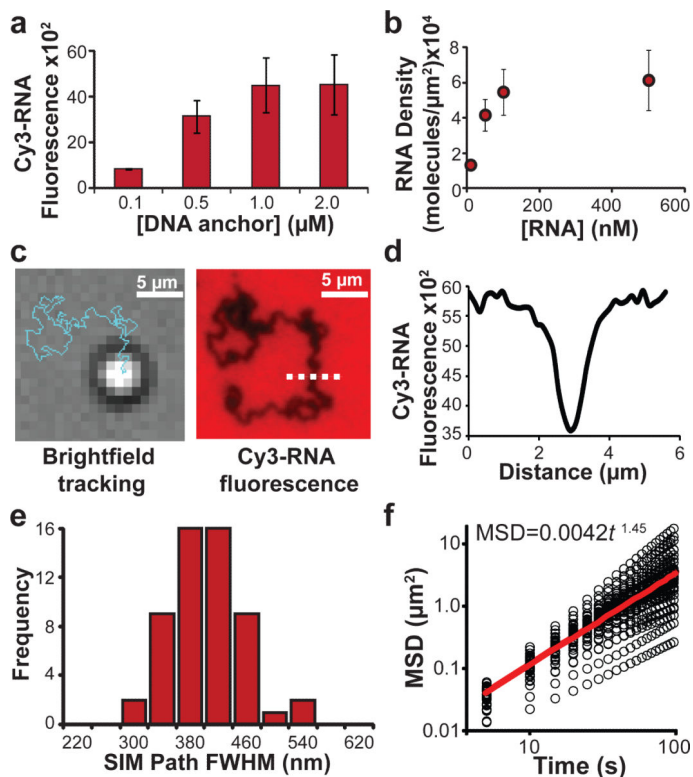 a
Cy3-RNA
Fluorescence x10²
60
40
20
0
0.1
0.5
1.0
2.0
[DNA anchor] (μM)
b
RNA Density
(molecules/μm²)x10⁴
8
6
4
2
0
0
200
400
600
[RNA] (nM)
c
5 μm
5 μm
Brightfield
tracking
Cy3-RNA
fluorescence
d
Cy3-RNA
Fluorescence x10²
60
55
50
45
40
35
0
2
4
6
Distance (μm)
e
Frequency
16
12
8
4
0
220
300
380
460
540
620
SIM Path FWHM (nm)
f
MSD=0.0042t 1.45
MSD (μm²)
10
1.0
0.1
0.01
10
100
Time (s)